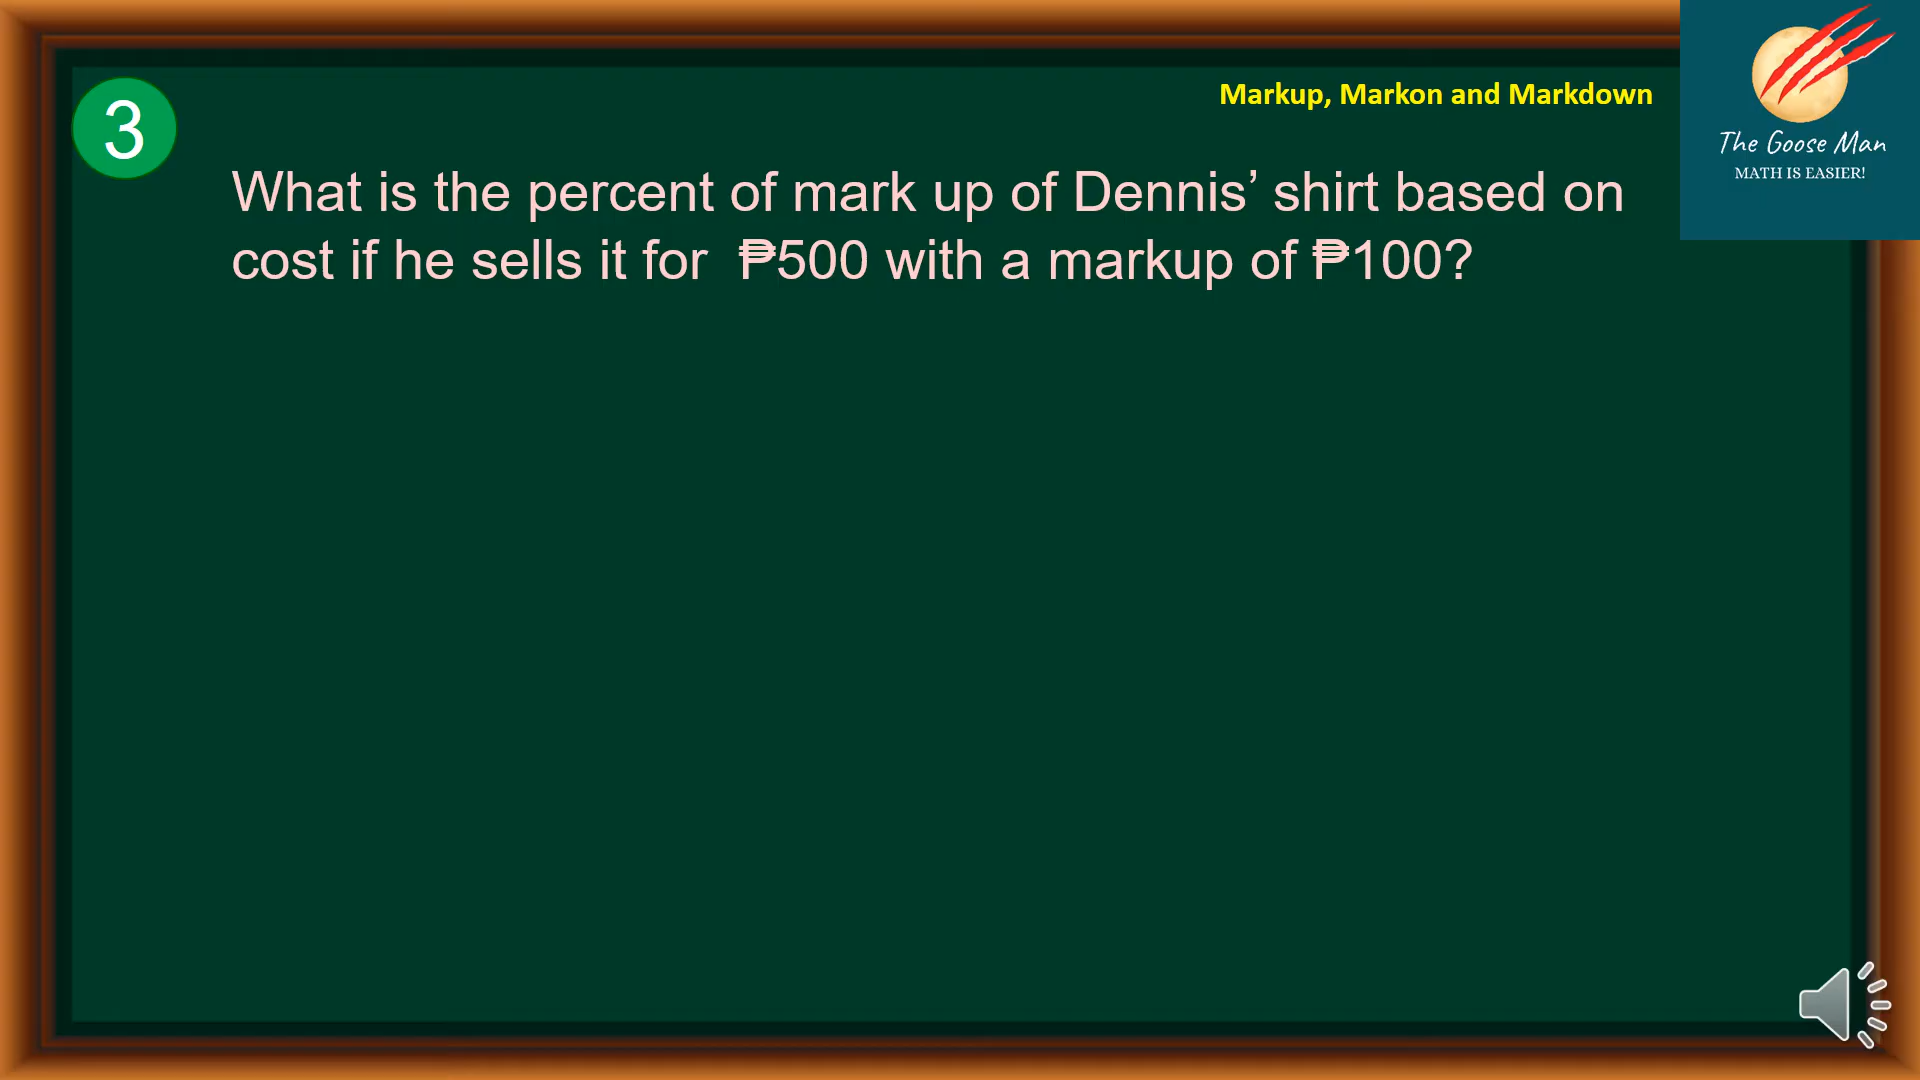 3
Markup, Markon and Markdown
The Goose Man
MATH IS EASIER!
What is the percent of mark up of Dennis’ shirt based on
cost if he sells it for  ₱500 with a markup of ₱100?